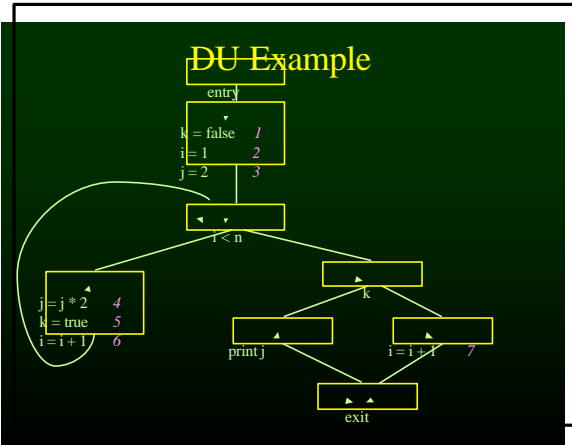 DU Example
entry
k = false 1
i = 1 2
j = 2 3
i < n
k
j = j * 2 4
k = true 5
i = i + 1 6
print j
i = i + 1 7
exit